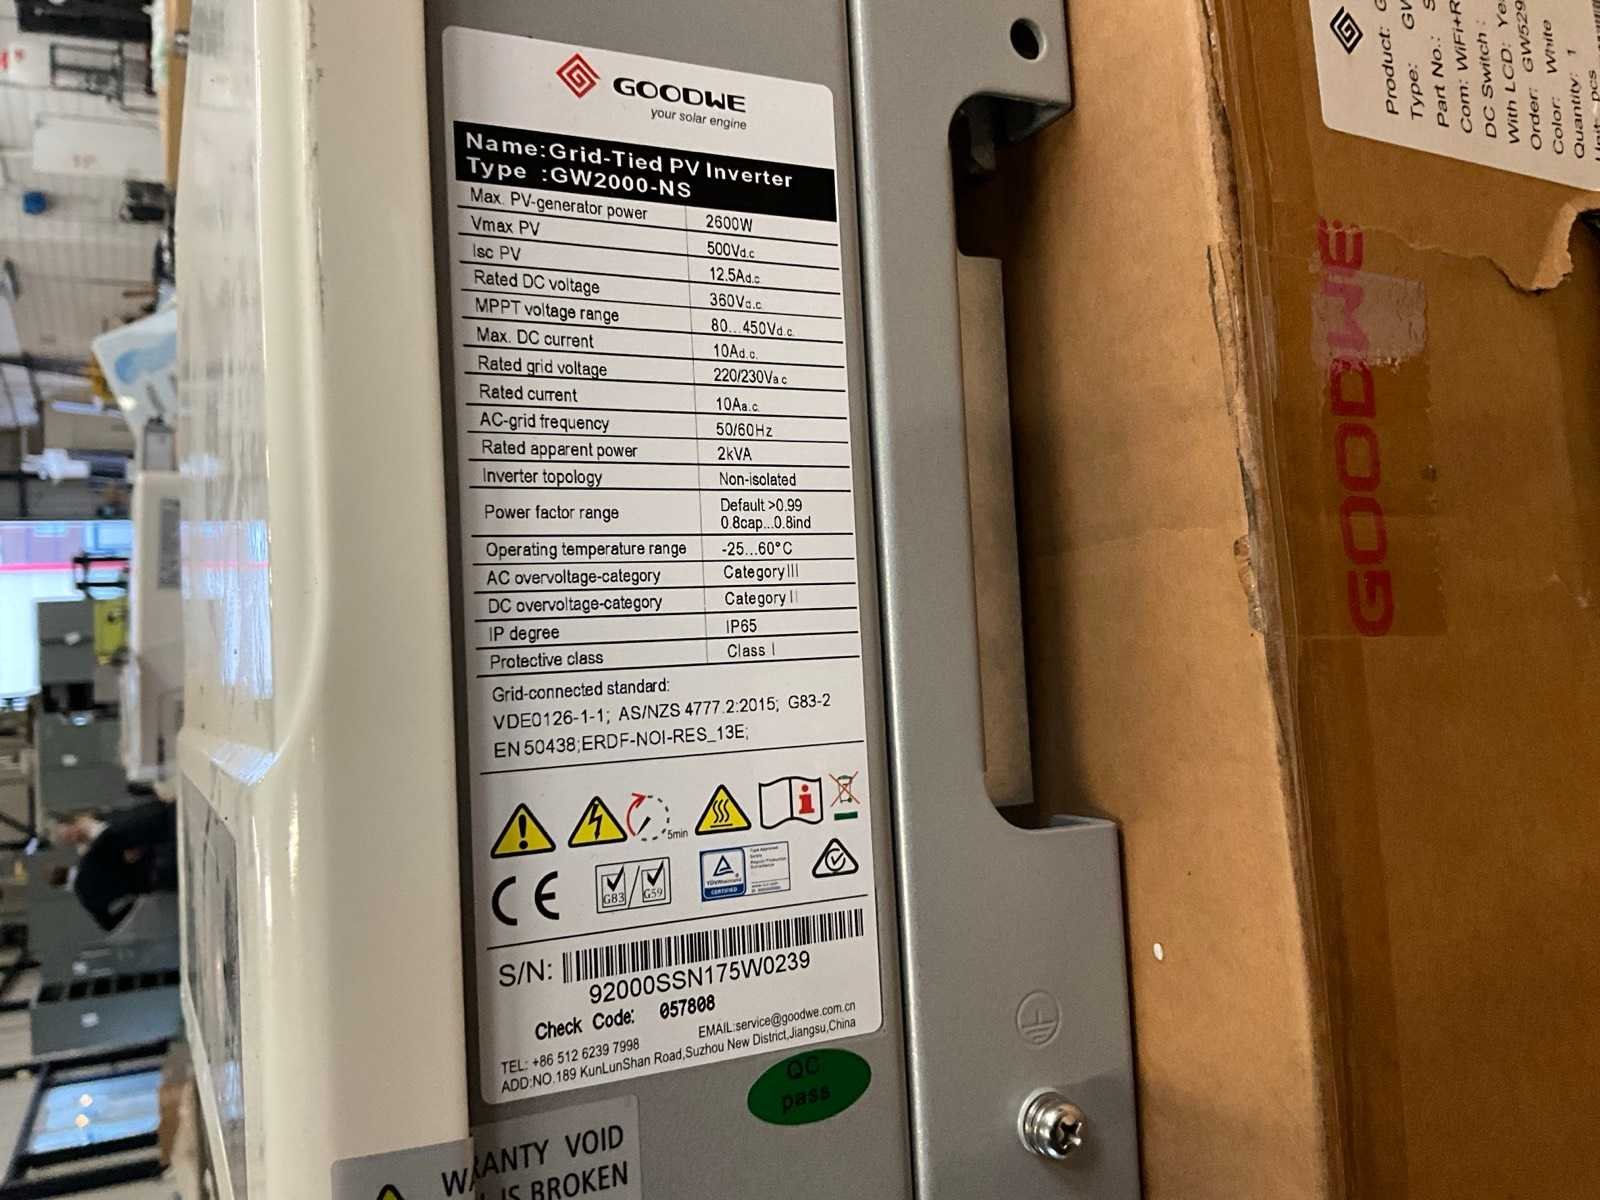 GOODWE
your solar engine
Name:Grid-Tied PV Inverter
Type :GW2000-NS
Max. PV-generator power 2600W
Vmax PV 500Vd.c
Isc PV 12.5Ad.c
Rated DC voltage 360Vd.c
MPPT voltage range 80...450Vd.c.
Max. DC current 10Ad.c.
Rated grid voltage 220/230Va.c
Rated current 10Aa.c.
AC-grid frequency 50/60Hz
Rated apparent power 2kVA
Inverter topology Non-isolated
Power factor range Default >0.99
0.8cap...0.8ind
Operating temperature range -25...60°C
AC overvoltage-category Category III
DC overvoltage-category Category II
IP degree IP65
Protective class Class I
Grid-connected standard:
VDE0126-1-1; AS/NZS 4777.2:2015; G83-2
EN 50438;ERDF-NOI-RES_13E;
5min
CE
G83/G59
TÜVRheinland
CERTIFIED
S/N:
92000SSN175W0239
Check Code: 057808
TEL: +86 512 6239 7998 EMAIL:service@goodwe.com.cn
ADD:NO.189 KunLunShan Road,Suzhou New District,Jiangsu,China
QC
pass
WARRANTY VOID
IS BROKEN
GOODWE
Product:
Type:
Part No.:
Com: WiFi+R
DC Switch :
With LCD:
Order: GW529
Color: White
Quantity: 1
pcs